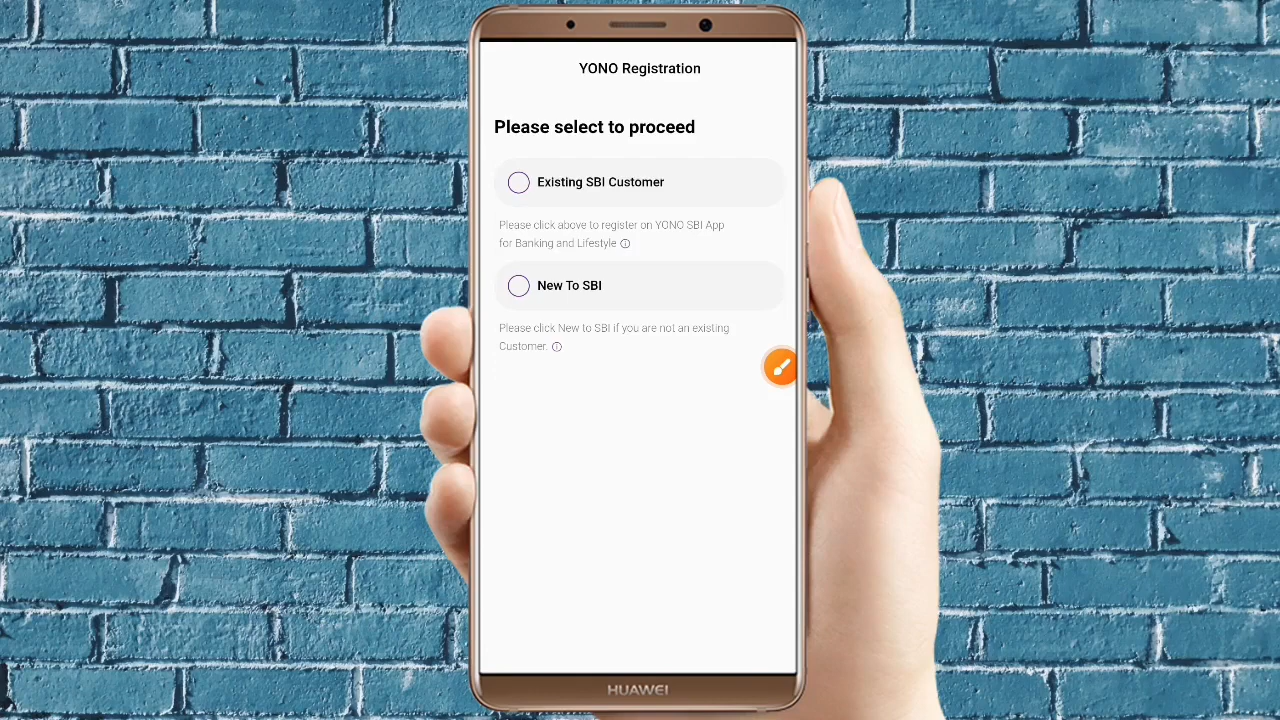 YONO Registration
Please select to proceed
Existing SBI Customer
Please click above to register on YONO SBI App
for Banking and Lifestyle
New To SBI
Please click New to SBI if you are not an existing
Customer.
HUAWEI